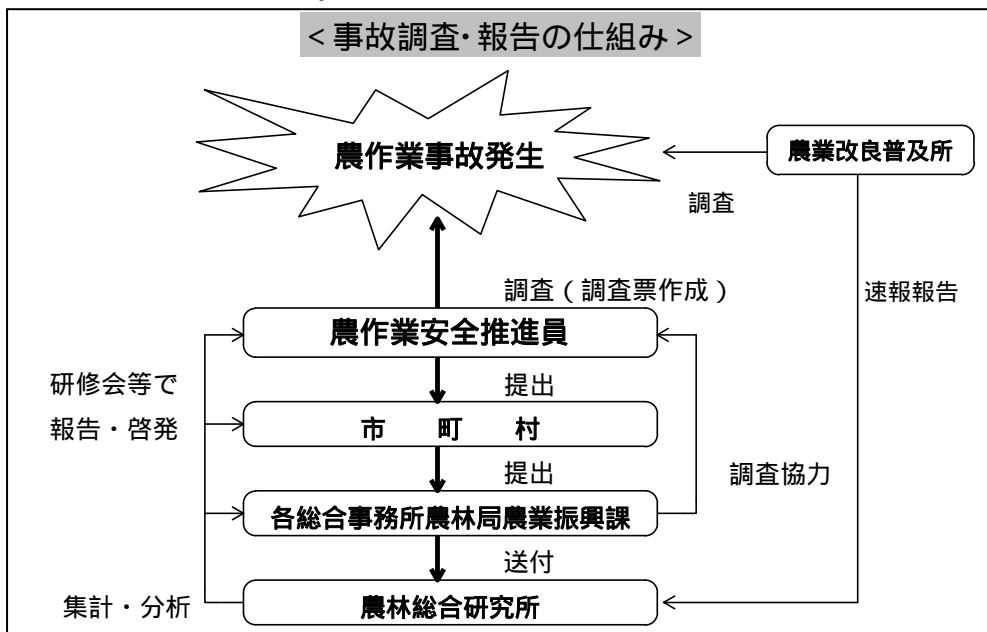 <事故調査・報告の仕組み>
農作業事故発生
農業改良普及所
調査
調査（調査票作成）
速報報告
農作業安全推進員
研修会等で
報告・啓発
提出
市　町　村
提出
調査協力
各総合事務所農林局農業振興課
送付
集計・分析
農林総合研究所